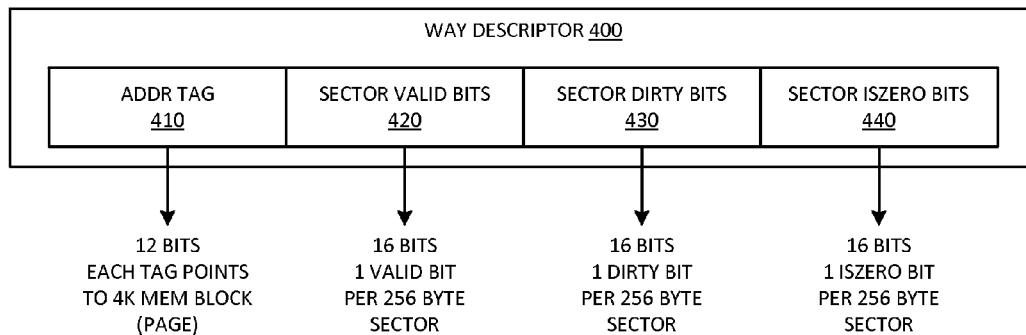 WAY DESCRIPTOR 400
ADDR TAG
410
SECTOR VALID BITS
420
SECTOR DIRTY BITS
430
SECTOR ISZERO BITS
440
12 BITS
EACH TAG POINTS
TO 4K MEM BLOCK
(PAGE)
16 BITS
1 VALID BIT
PER 256 BYTE
SECTOR
16 BITS
1 DIRTY BIT
PER 256 BYTE
SECTOR
16 BITS
1 ISZERO BIT
PER 256 BYTE
SECTOR